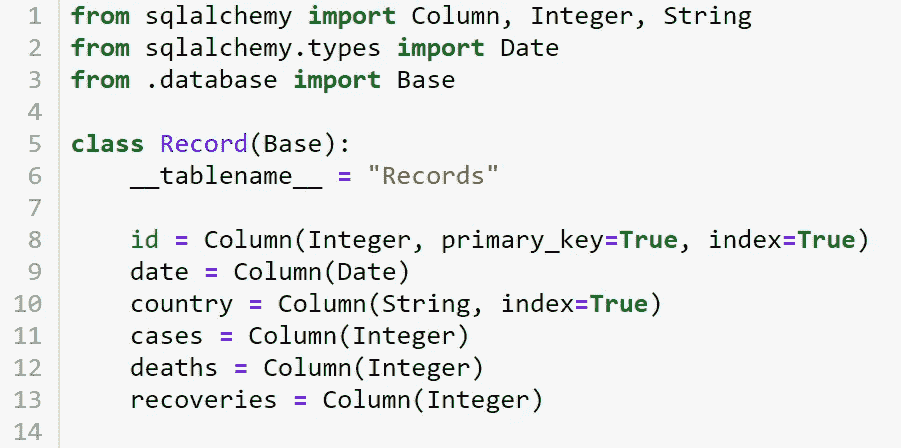 1 from sqlalchemy import Column, Integer, String
2 from sqlalchemy.types import Date
3 from .database import Base
4
5 class Record(Base):
6     __tablename__ = "Records"
7
8     id = Column(Integer, primary_key=True, index=True)
9     date = Column(Date)
10     country = Column(String, index=True)
11     cases = Column(Integer)
12     deaths = Column(Integer)
13     recoveries = Column(Integer)
14